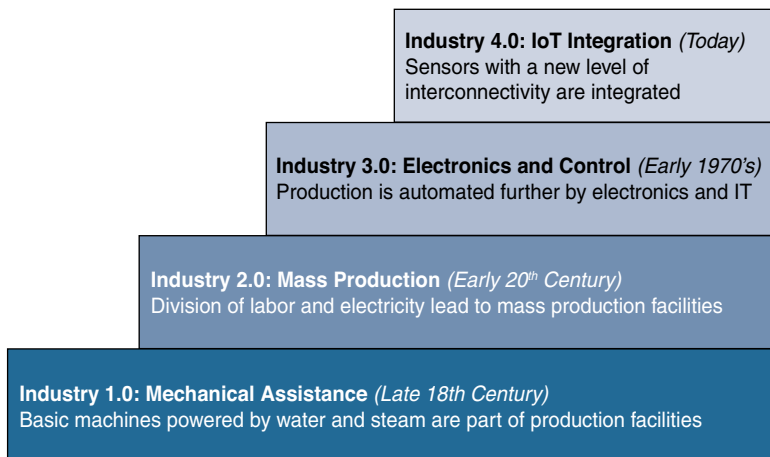 Industry 4.0: IoT Integration (Today)
Sensors with a new level of
interconnectivity are integrated
Industry 3.0: Electronics and Control (Early 1970's)
Production is automated further by electronics and IT
Industry 2.0: Mass Production (Early 20th Century)
Division of labor and electricity lead to mass production facilities
Industry 1.0: Mechanical Assistance (Late 18th Century)
Basic machines powered by water and steam are part of production facilities